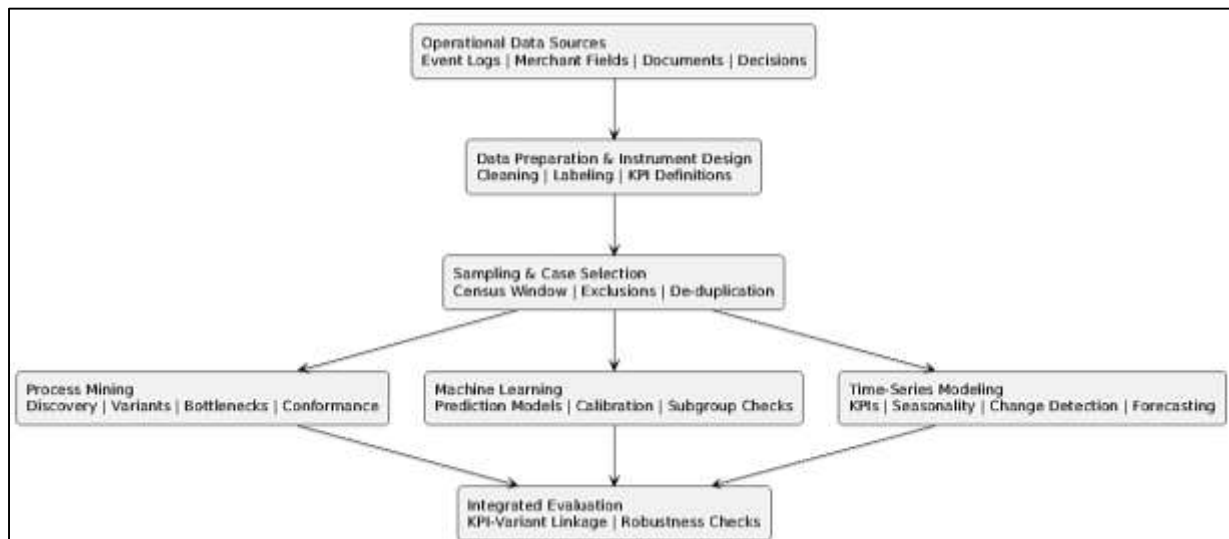 Operational Data Sources
Event Logs | Merchant Fields | Documents | Decisions
Data Preparation & Instrument Design
Cleaning | Labeling | KPI Definitions
Sampling & Case Selection
Census Window | Exclusions | De-duplication
Process Mining
Discovery | Variants | Bottlenecks | Conformance
Machine Learning
Prediction Models | Calibration | Subgroup Checks
Time-Series Modeling
KPIs | Seasonality | Change Detection | Forecasting
Integrated Evaluation
KPI-Variant Linkage | Robustness Checks